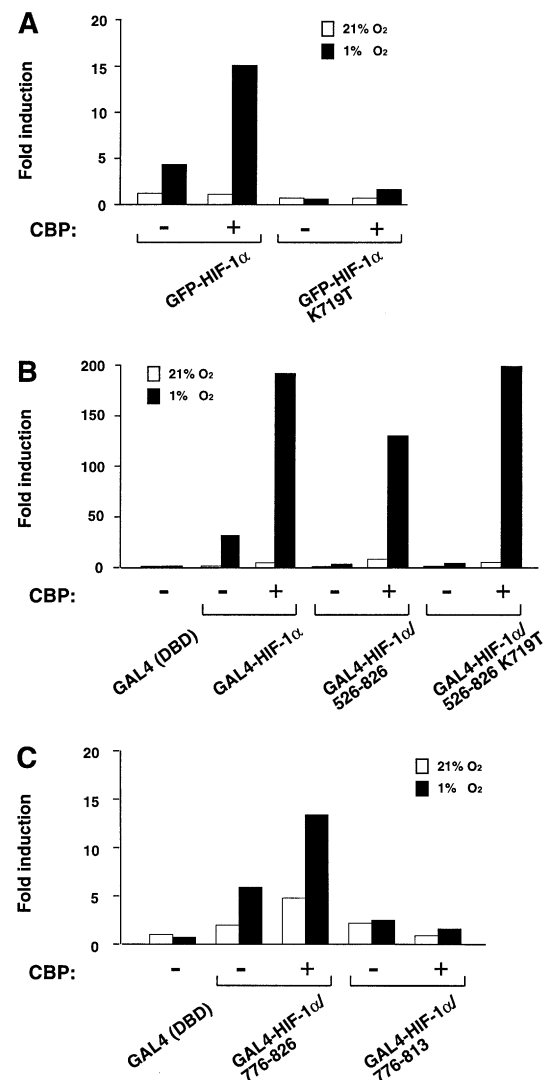 A
20
15
10
5
0
Fold induction
21% O2
1% O2
CBP: - + - +
GFP-HIF-1α
GFP-HIF-1α
K719T
B
200
150
100
50
0
Fold induction
21% O2
1% O2
CBP: - - + - + - +
GAL4 (DBD)
GAL4-HIF-1α
GAL4-HIF-1α/
526-826
GAL4-HIF-1α/
526-826 K719T
C
20
15
10
5
0
Fold induction
21% O2
1% O2
CBP: - - + - +
GAL4 (DBD)
GAL4-HIF-1α/
776-826
GAL4-HIF-1α/
776-813